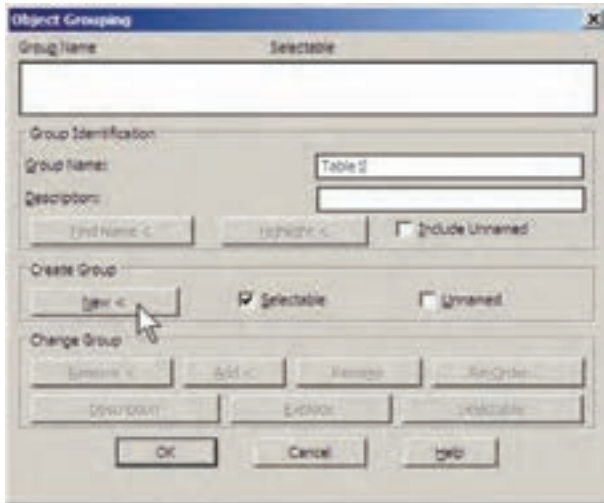 Object Grouping
Group Name Selectable
Group Identification
Group Name: Table
Description:
Find Name < Highlight < Include Unnamed
Create Group
New < Selectable Unnamed
Change Group
Remove < Add < Rename Re-Order...
Description Explode Selectable
OK Cancel Help